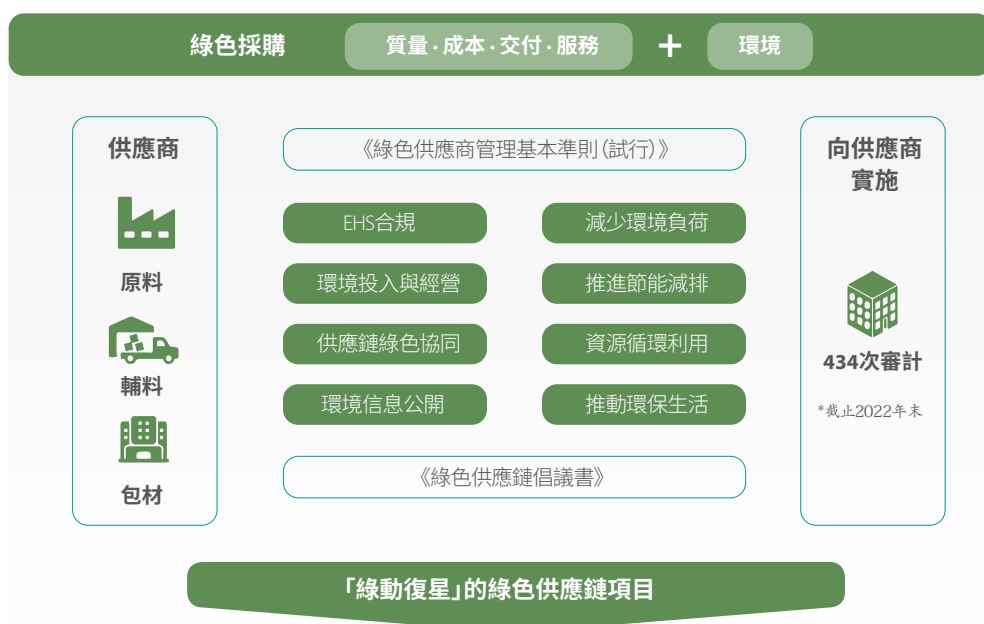 綠色採購
質量·成本·交付·服務
+
環境
供應商
原料
輔料
包材
《綠色供應商管理基本準則(試行)》
EHS合規
減少環境負荷
環境投入與經營
推進節能減排
供應鏈綠色協同
資源循環利用
環境信息公開
推動環保生活
《綠色供應鏈倡議書》
向供應商
實施
434次審計
*截止2022年末
「綠動復星」的綠色供應鏈項目